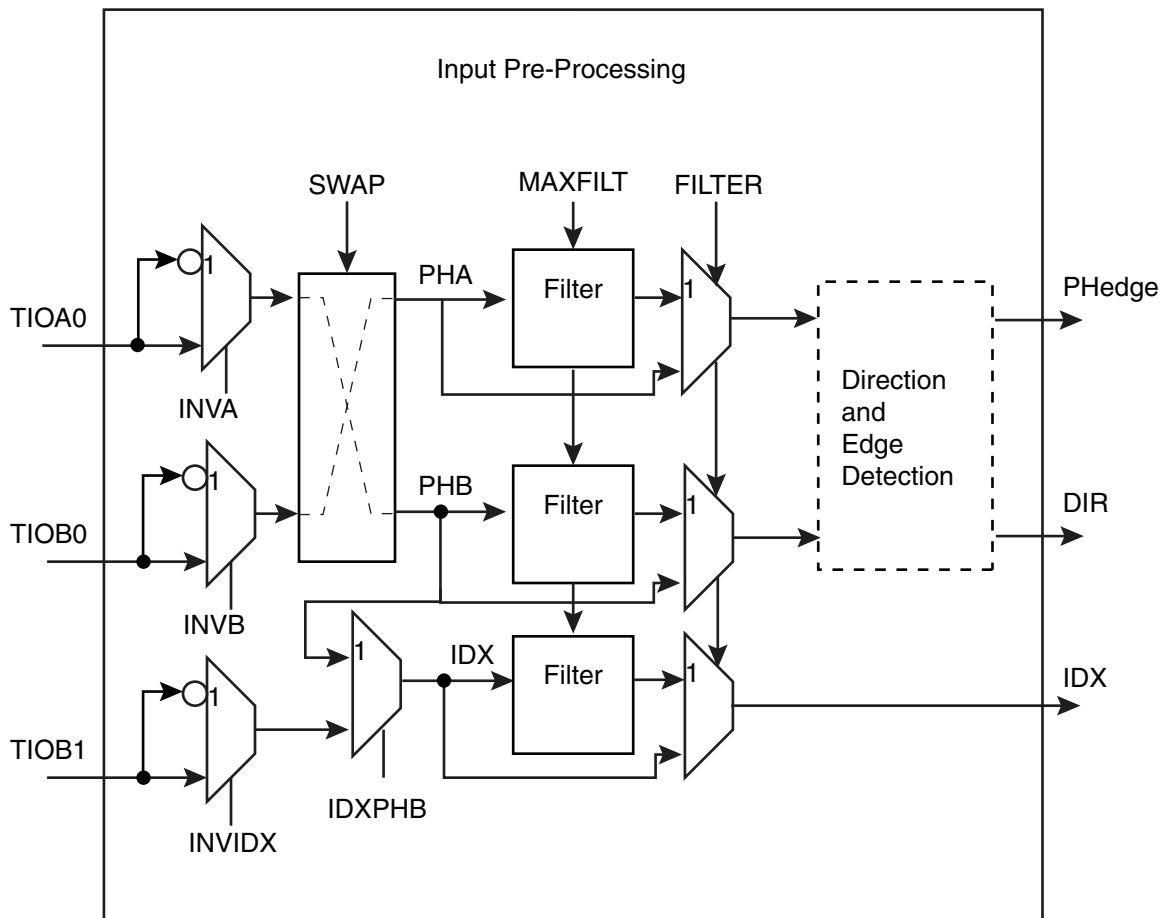 Input Pre-Processing
SWAP
MAXFILT
FILTER
1
PHA
Filter
1
PHedge
TIOA0
INVA
Direction
and
Edge
Detection
1
PHB
Filter
1
DIR
TIOB0
INVB
1
IDX
Filter
1
IDX
1
TIOB1
IDXPHB
INVIDX